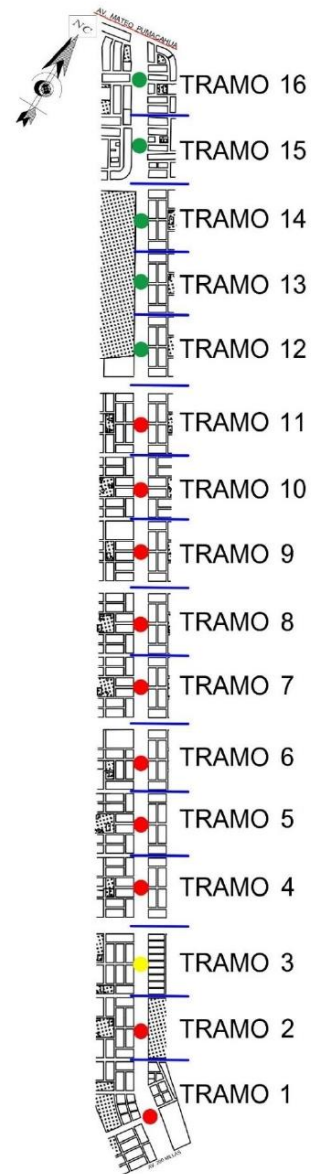 AV. MATEO PUMACAHUA
NC
TRAMO 16
TRAMO 15
TRAMO 14
TRAMO 13
TRAMO 12
TRAMO 11
TRAMO 10
TRAMO 9
TRAMO 8
TRAMO 7
TRAMO 6
TRAMO 5
TRAMO 4
TRAMO 3
TRAMO 2
TRAMO 1